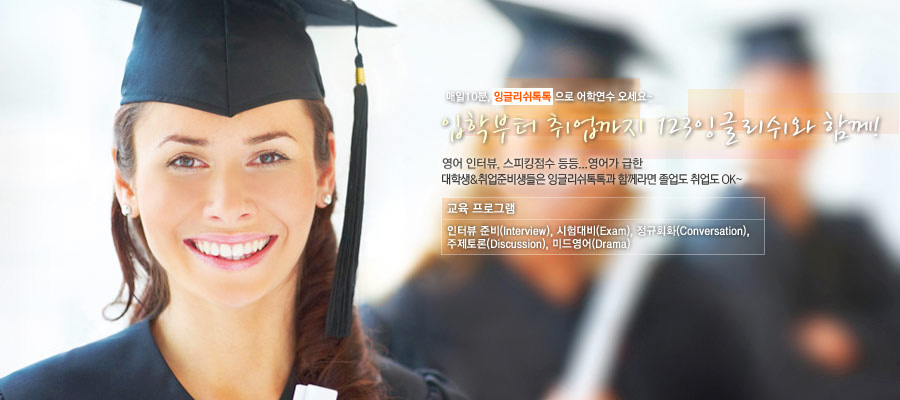 매일10분, 잉글리쉬톡톡 으로 어학연수 오세요~
입학부터 취업까지 123잉글리쉬와 함께!
영어 인터뷰, 스피킹점수 등등...영어가 급한
대학생&취업준비생들은 잉글리쉬톡톡과 함께라면 졸업도 취업도 OK~
교육 프로그램
인터뷰 준비(Interview), 시험대비(Exam), 정규회화(Conversation),
주제토론(Discussion), 미드영어(Drama)